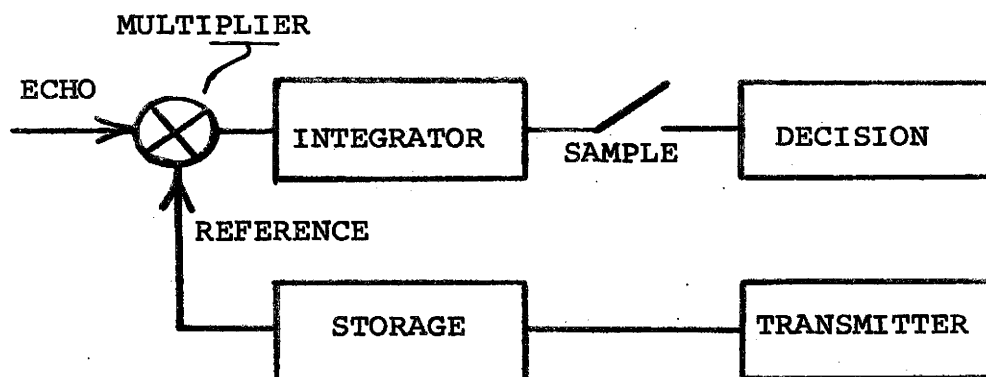 MULTIPLIER
ECHO
INTEGRATOR
SAMPLE
DECISION
REFERENCE
STORAGE
TRANSMITTER